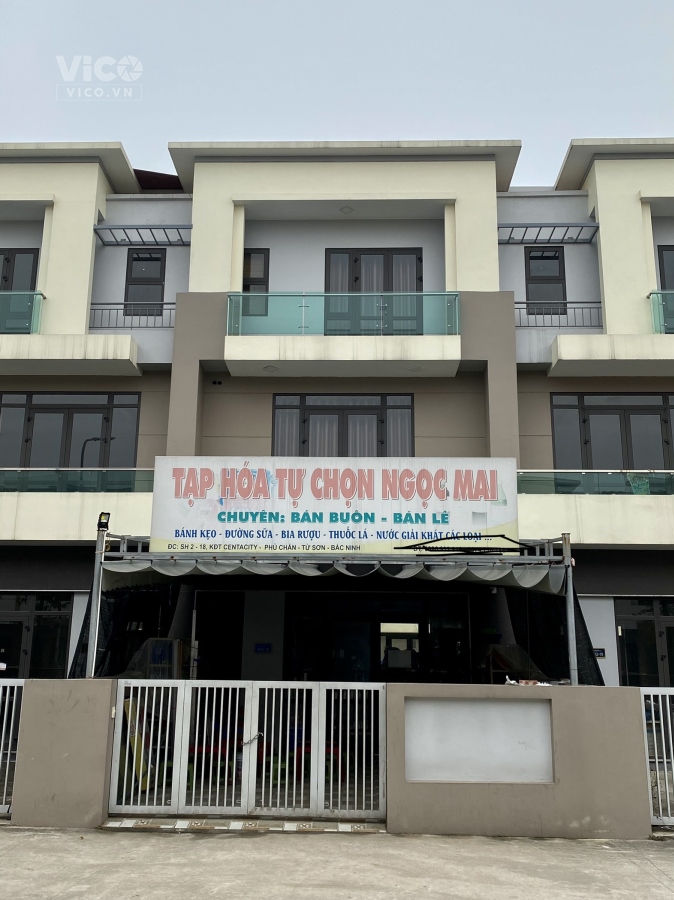 ViCO
VICO.VN
TẠP HÓA TỰ CHỌN NGỌC MAI
CHUYÊN: BÁN BUÔN - BÁN LẺ
BÁNH KẸO - ĐƯỜNG SỮA - BIA RƯỢU - THUỐC LÁ - NƯỚC GIẢI KHÁT CÁC LOẠI ...
ĐC: SH 2 - 18, KĐT CENTACITY - PHÙ CHẨN - TỪ SƠN - BẮC NINH